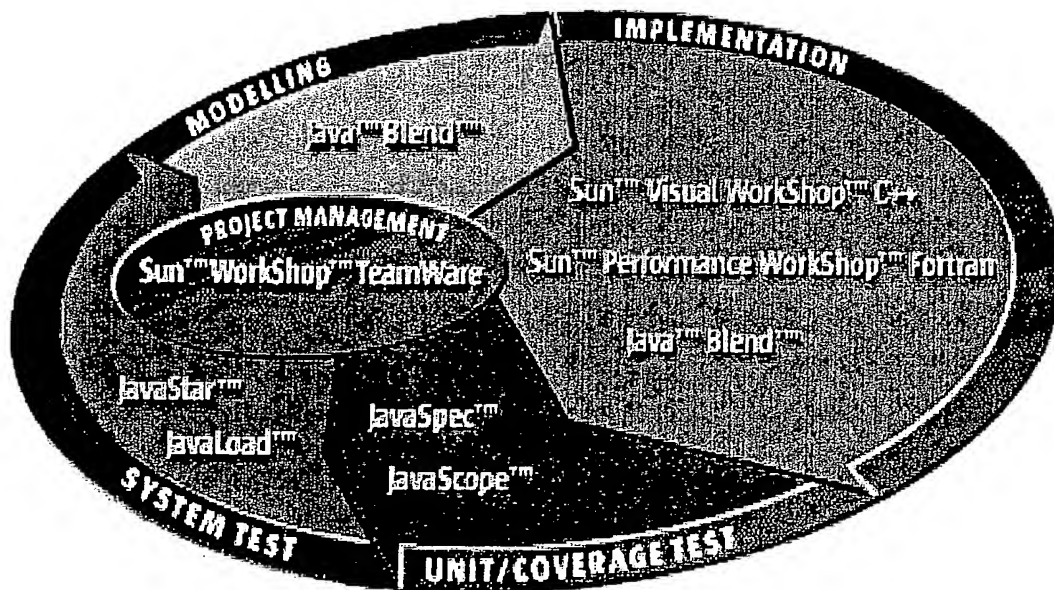 IMPLEMENTATION
MODELLING
Java™ Blend™
Sun™ Visual WorkShop™ C++
PROJECT MANAGEMENT
Sun™ WorkShop™ TeamWare
Sun™ Performance WorkShop™ Fortran
Java™ Blend™
JavaStar™
JavaSpec™
JavaLoad™
JavaScope™
SYSTEM TEST
UNIT/COVERAGE TEST